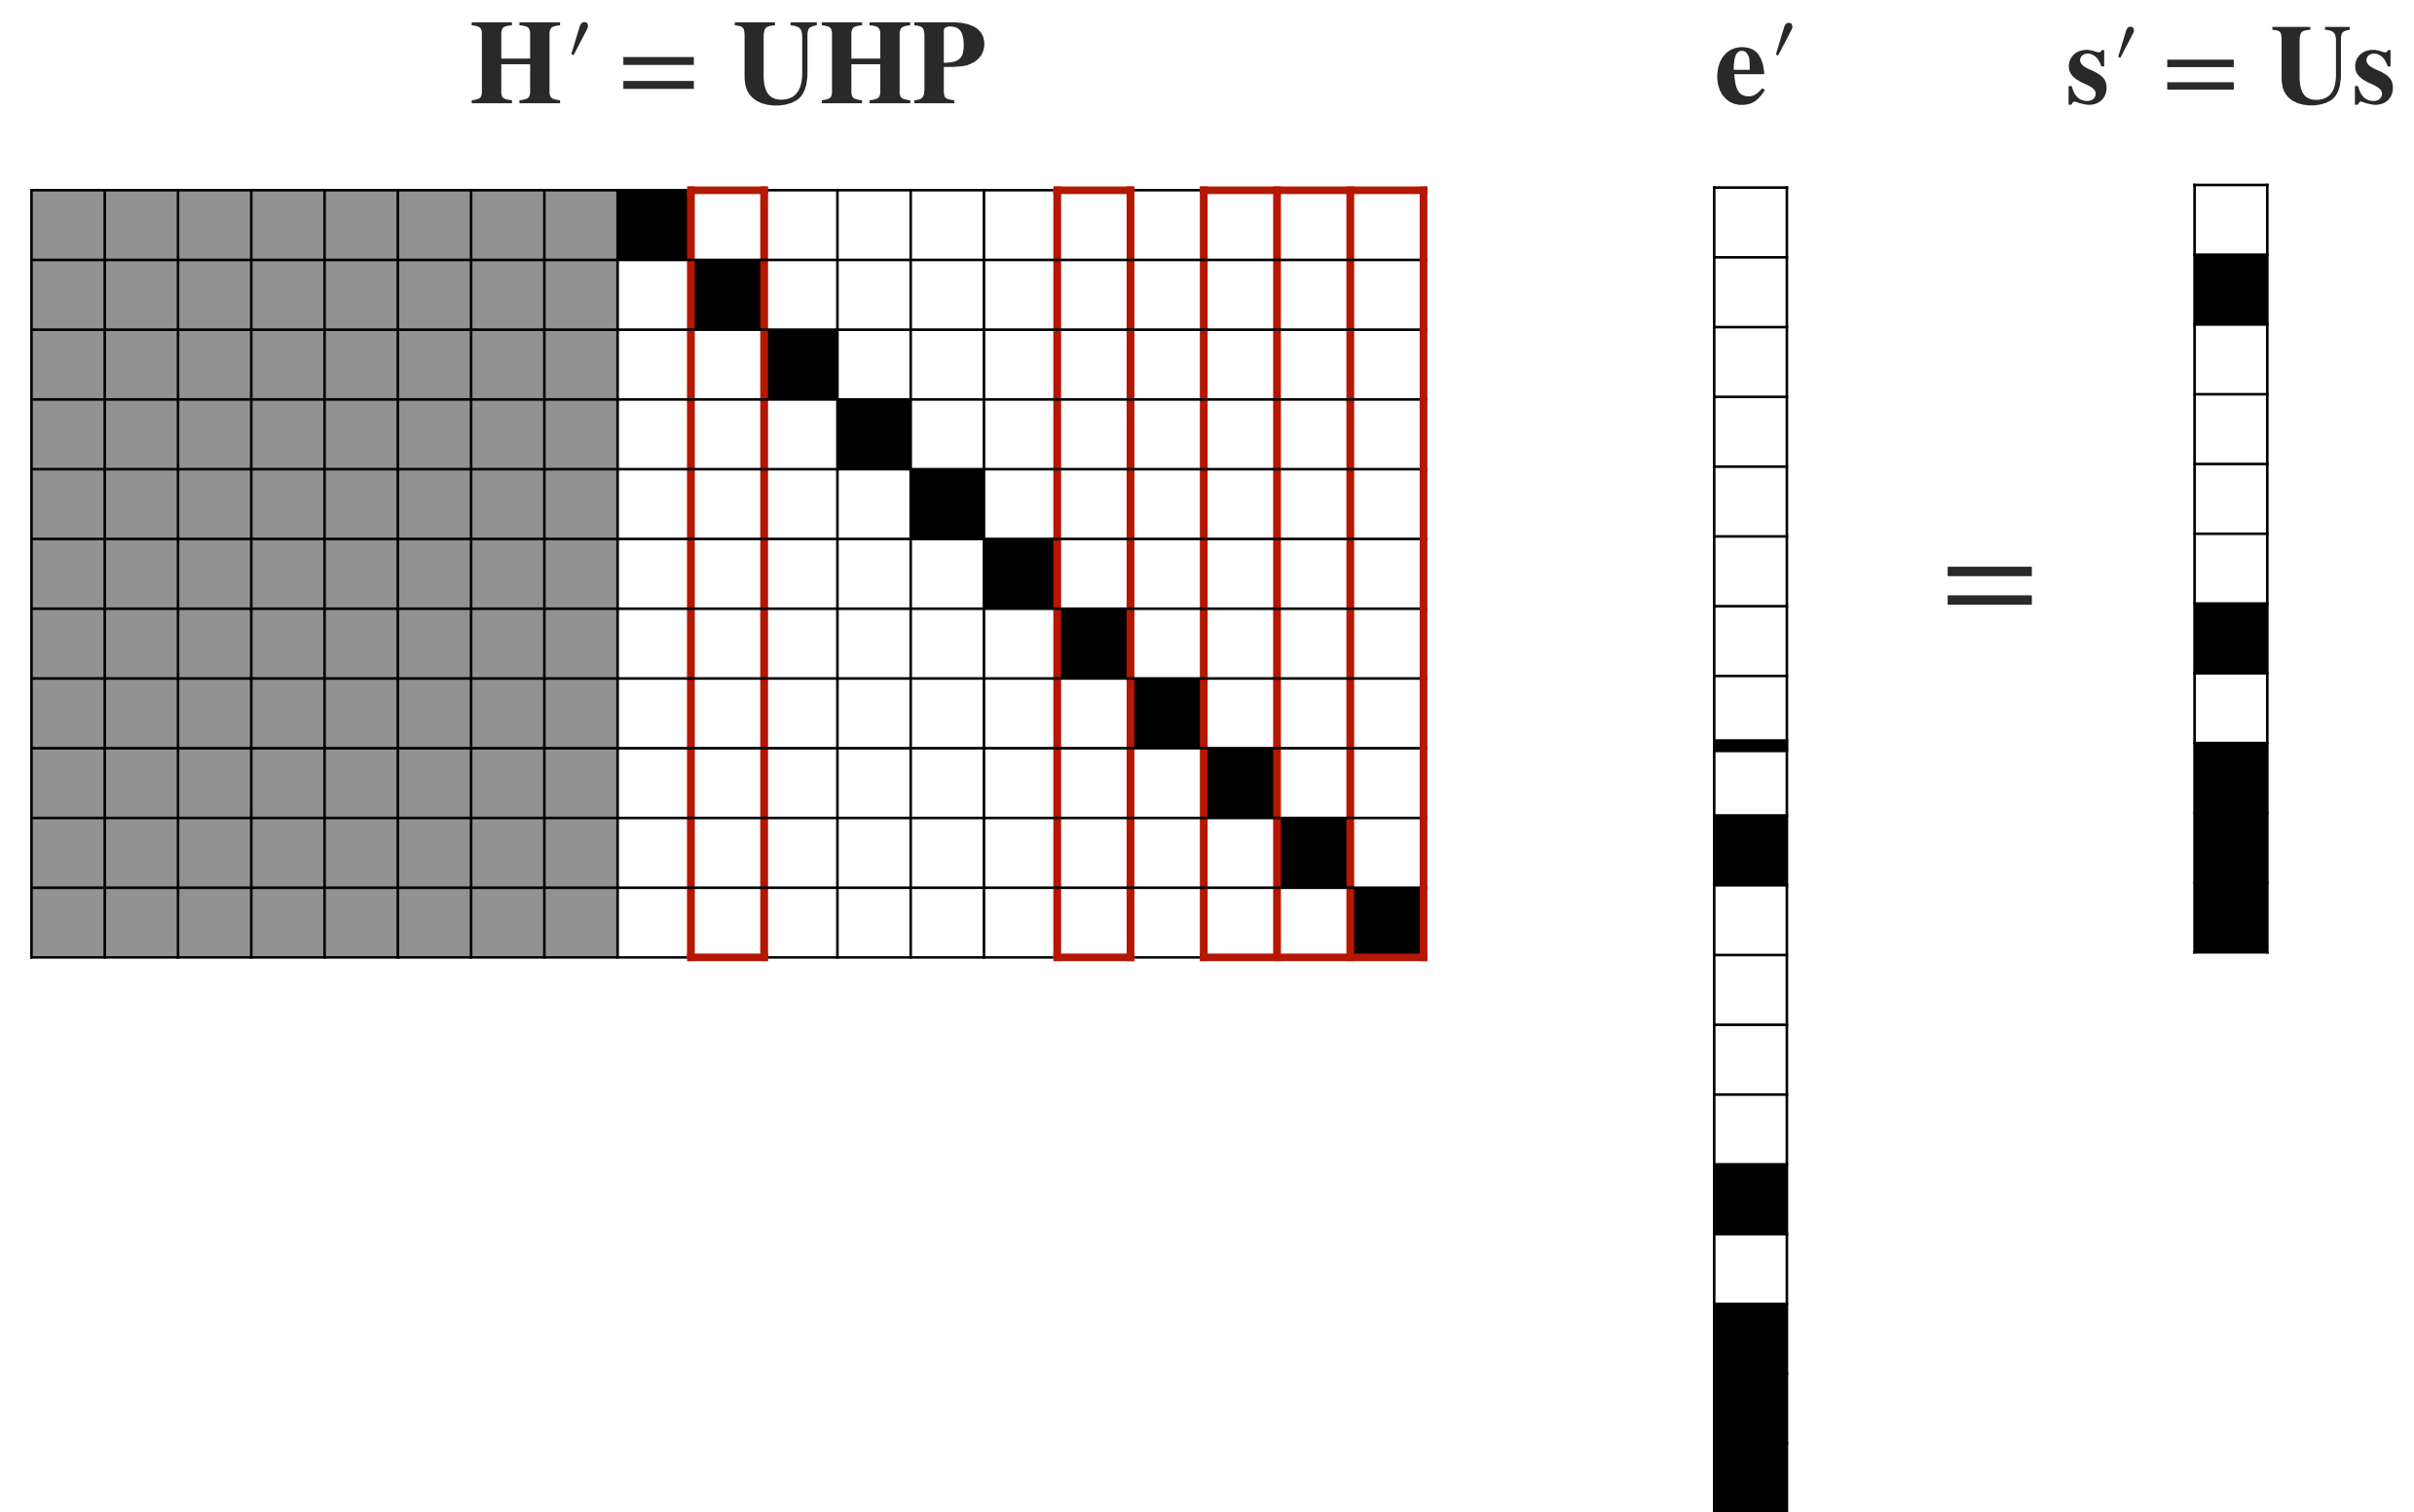 H′ = UHP e′ s′ = Us
=